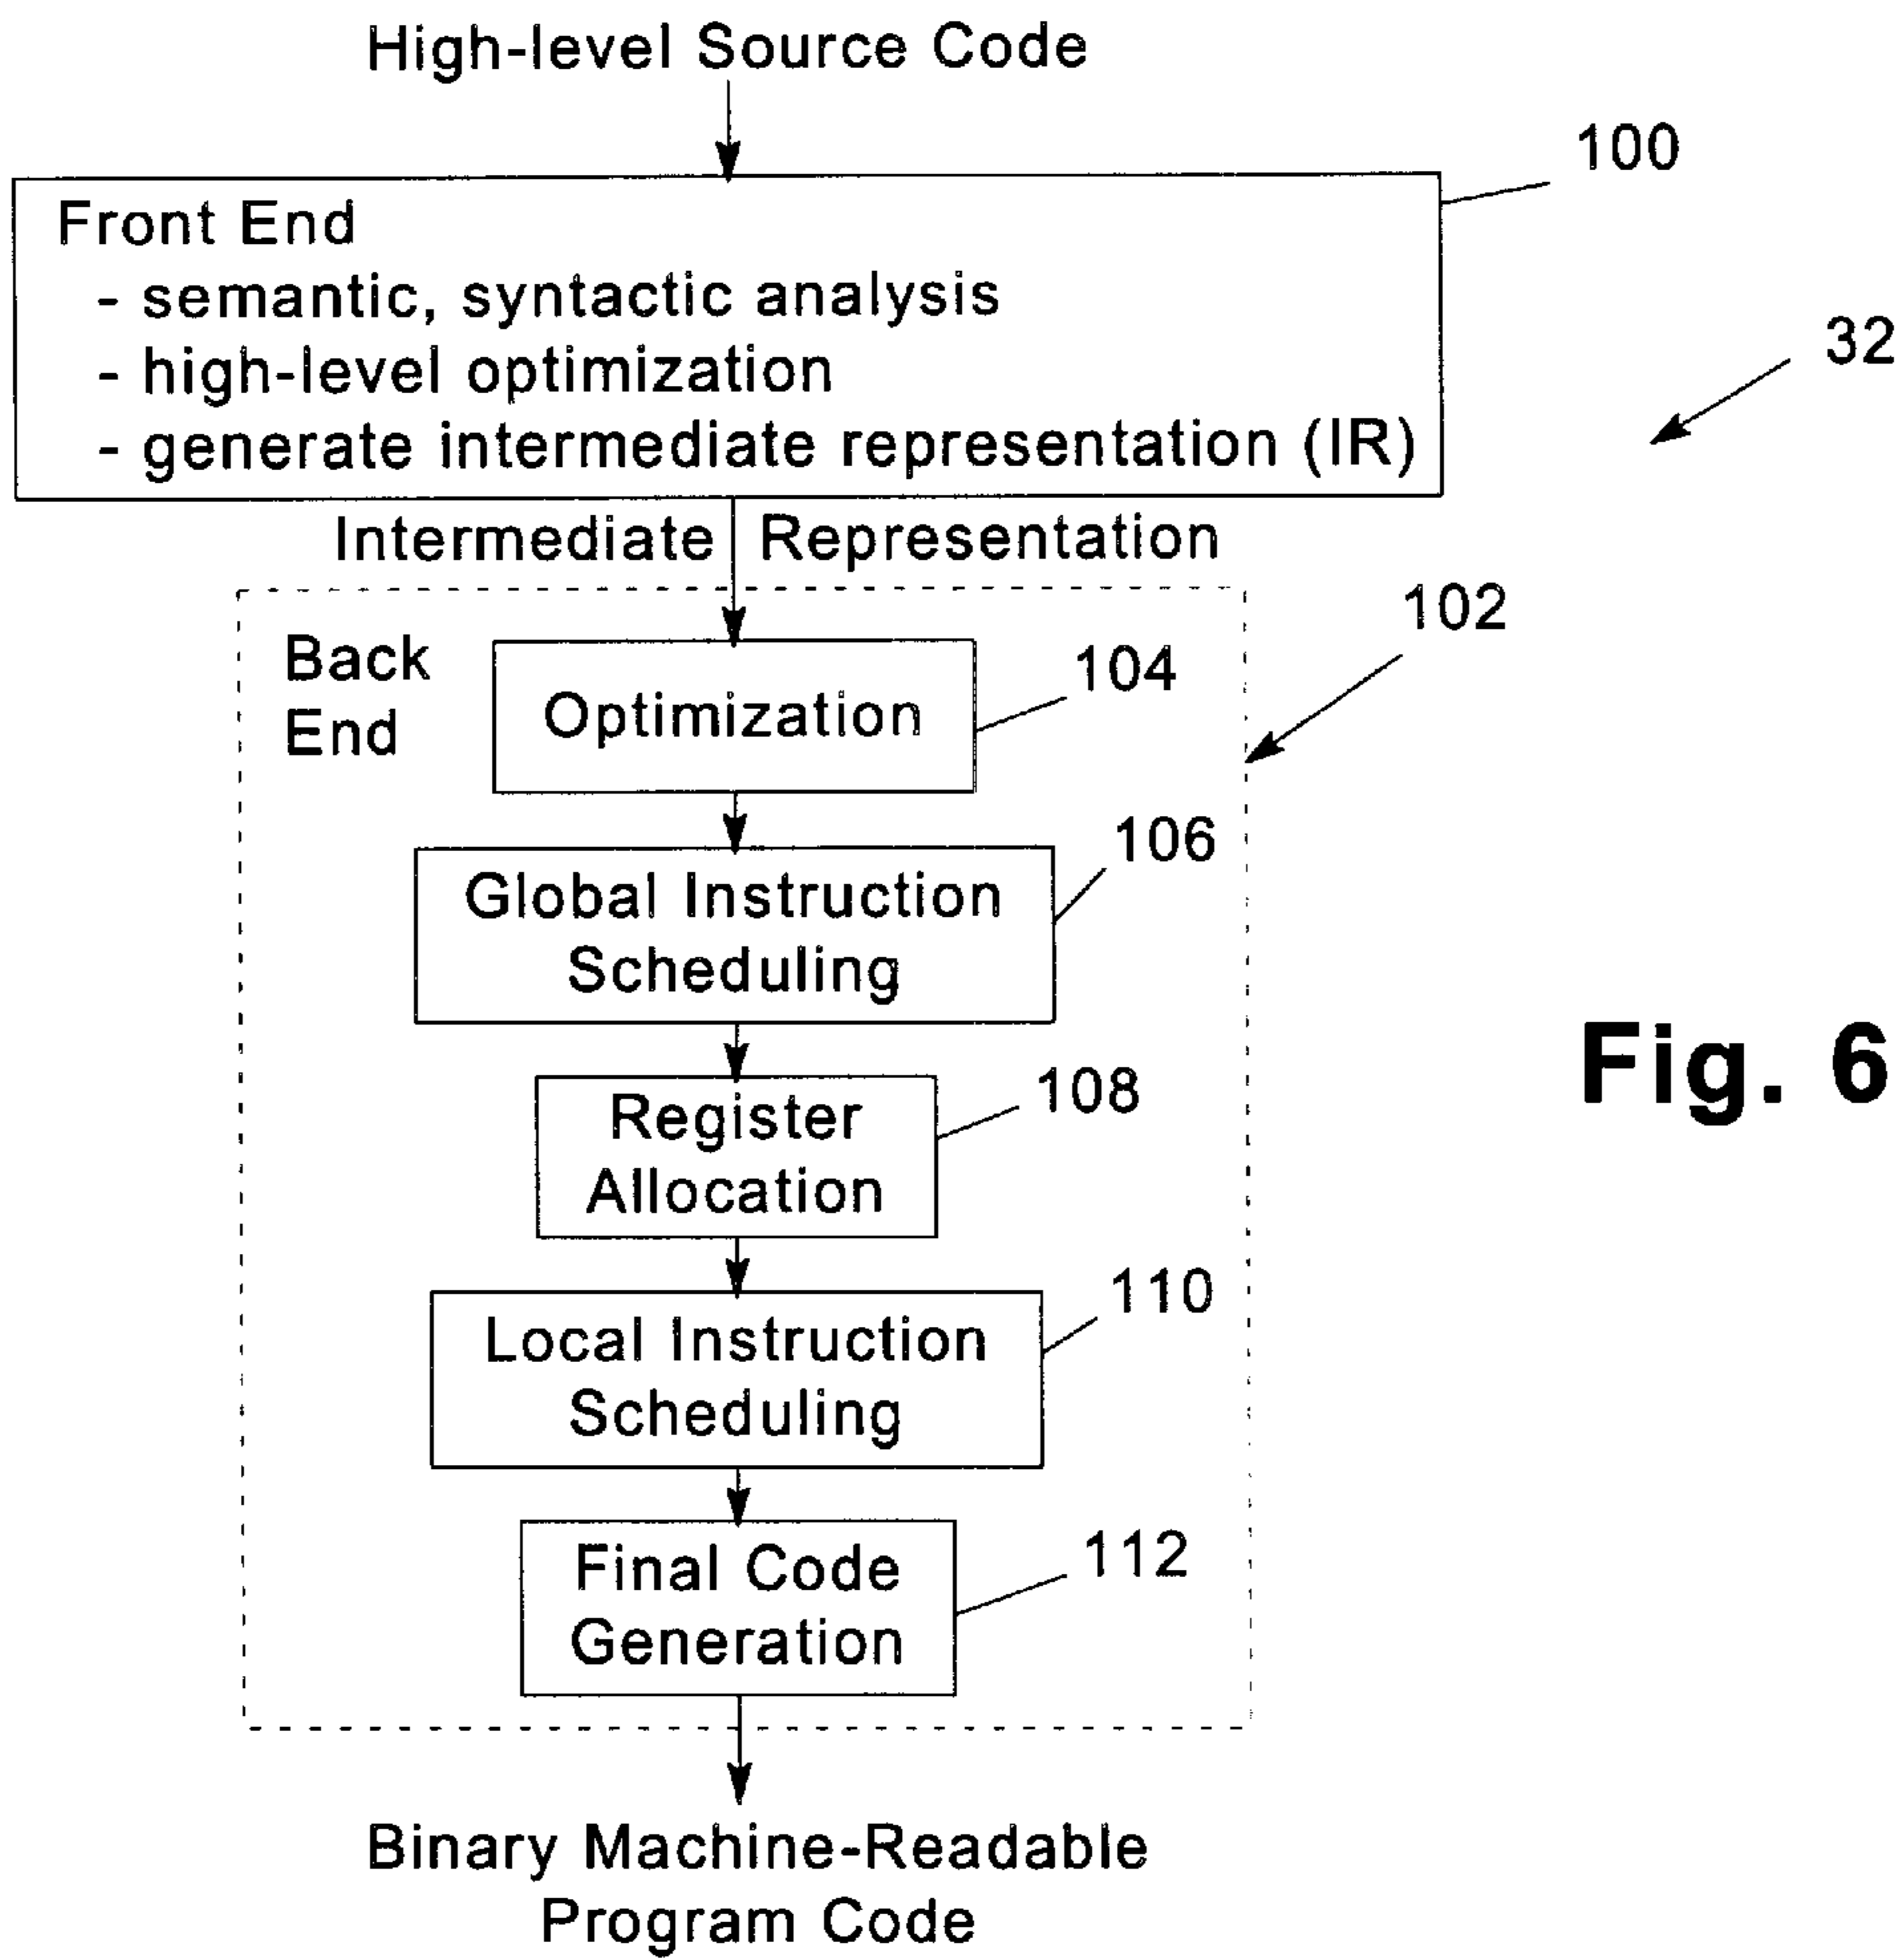 High-level Source Code
100
Front End
- semantic, syntactic analysis
- high-level optimization
- generate intermediate representation (IR)
32
Intermediate Representation
102
Back
End
Optimization
104
Global Instruction
Scheduling
106
Register
Allocation
108
Fig. 6
Local Instruction
Scheduling
110
Final Code
Generation
112
Binary Machine-Readable
Program Code